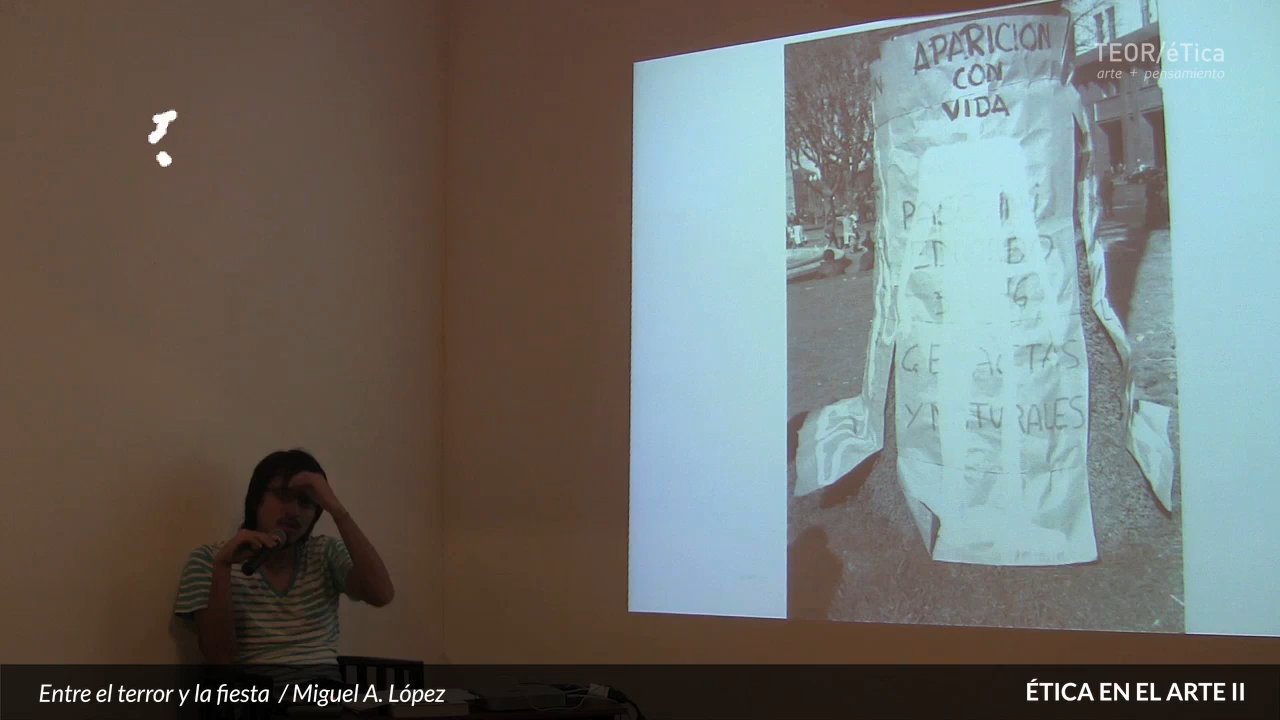 APARICION
CON
VIDA
Y NATURALES
TEOR/éTica
arte + pensamiento
Entre el terror y la fiesta / Miguel A. López
ÉTICA EN EL ARTE II